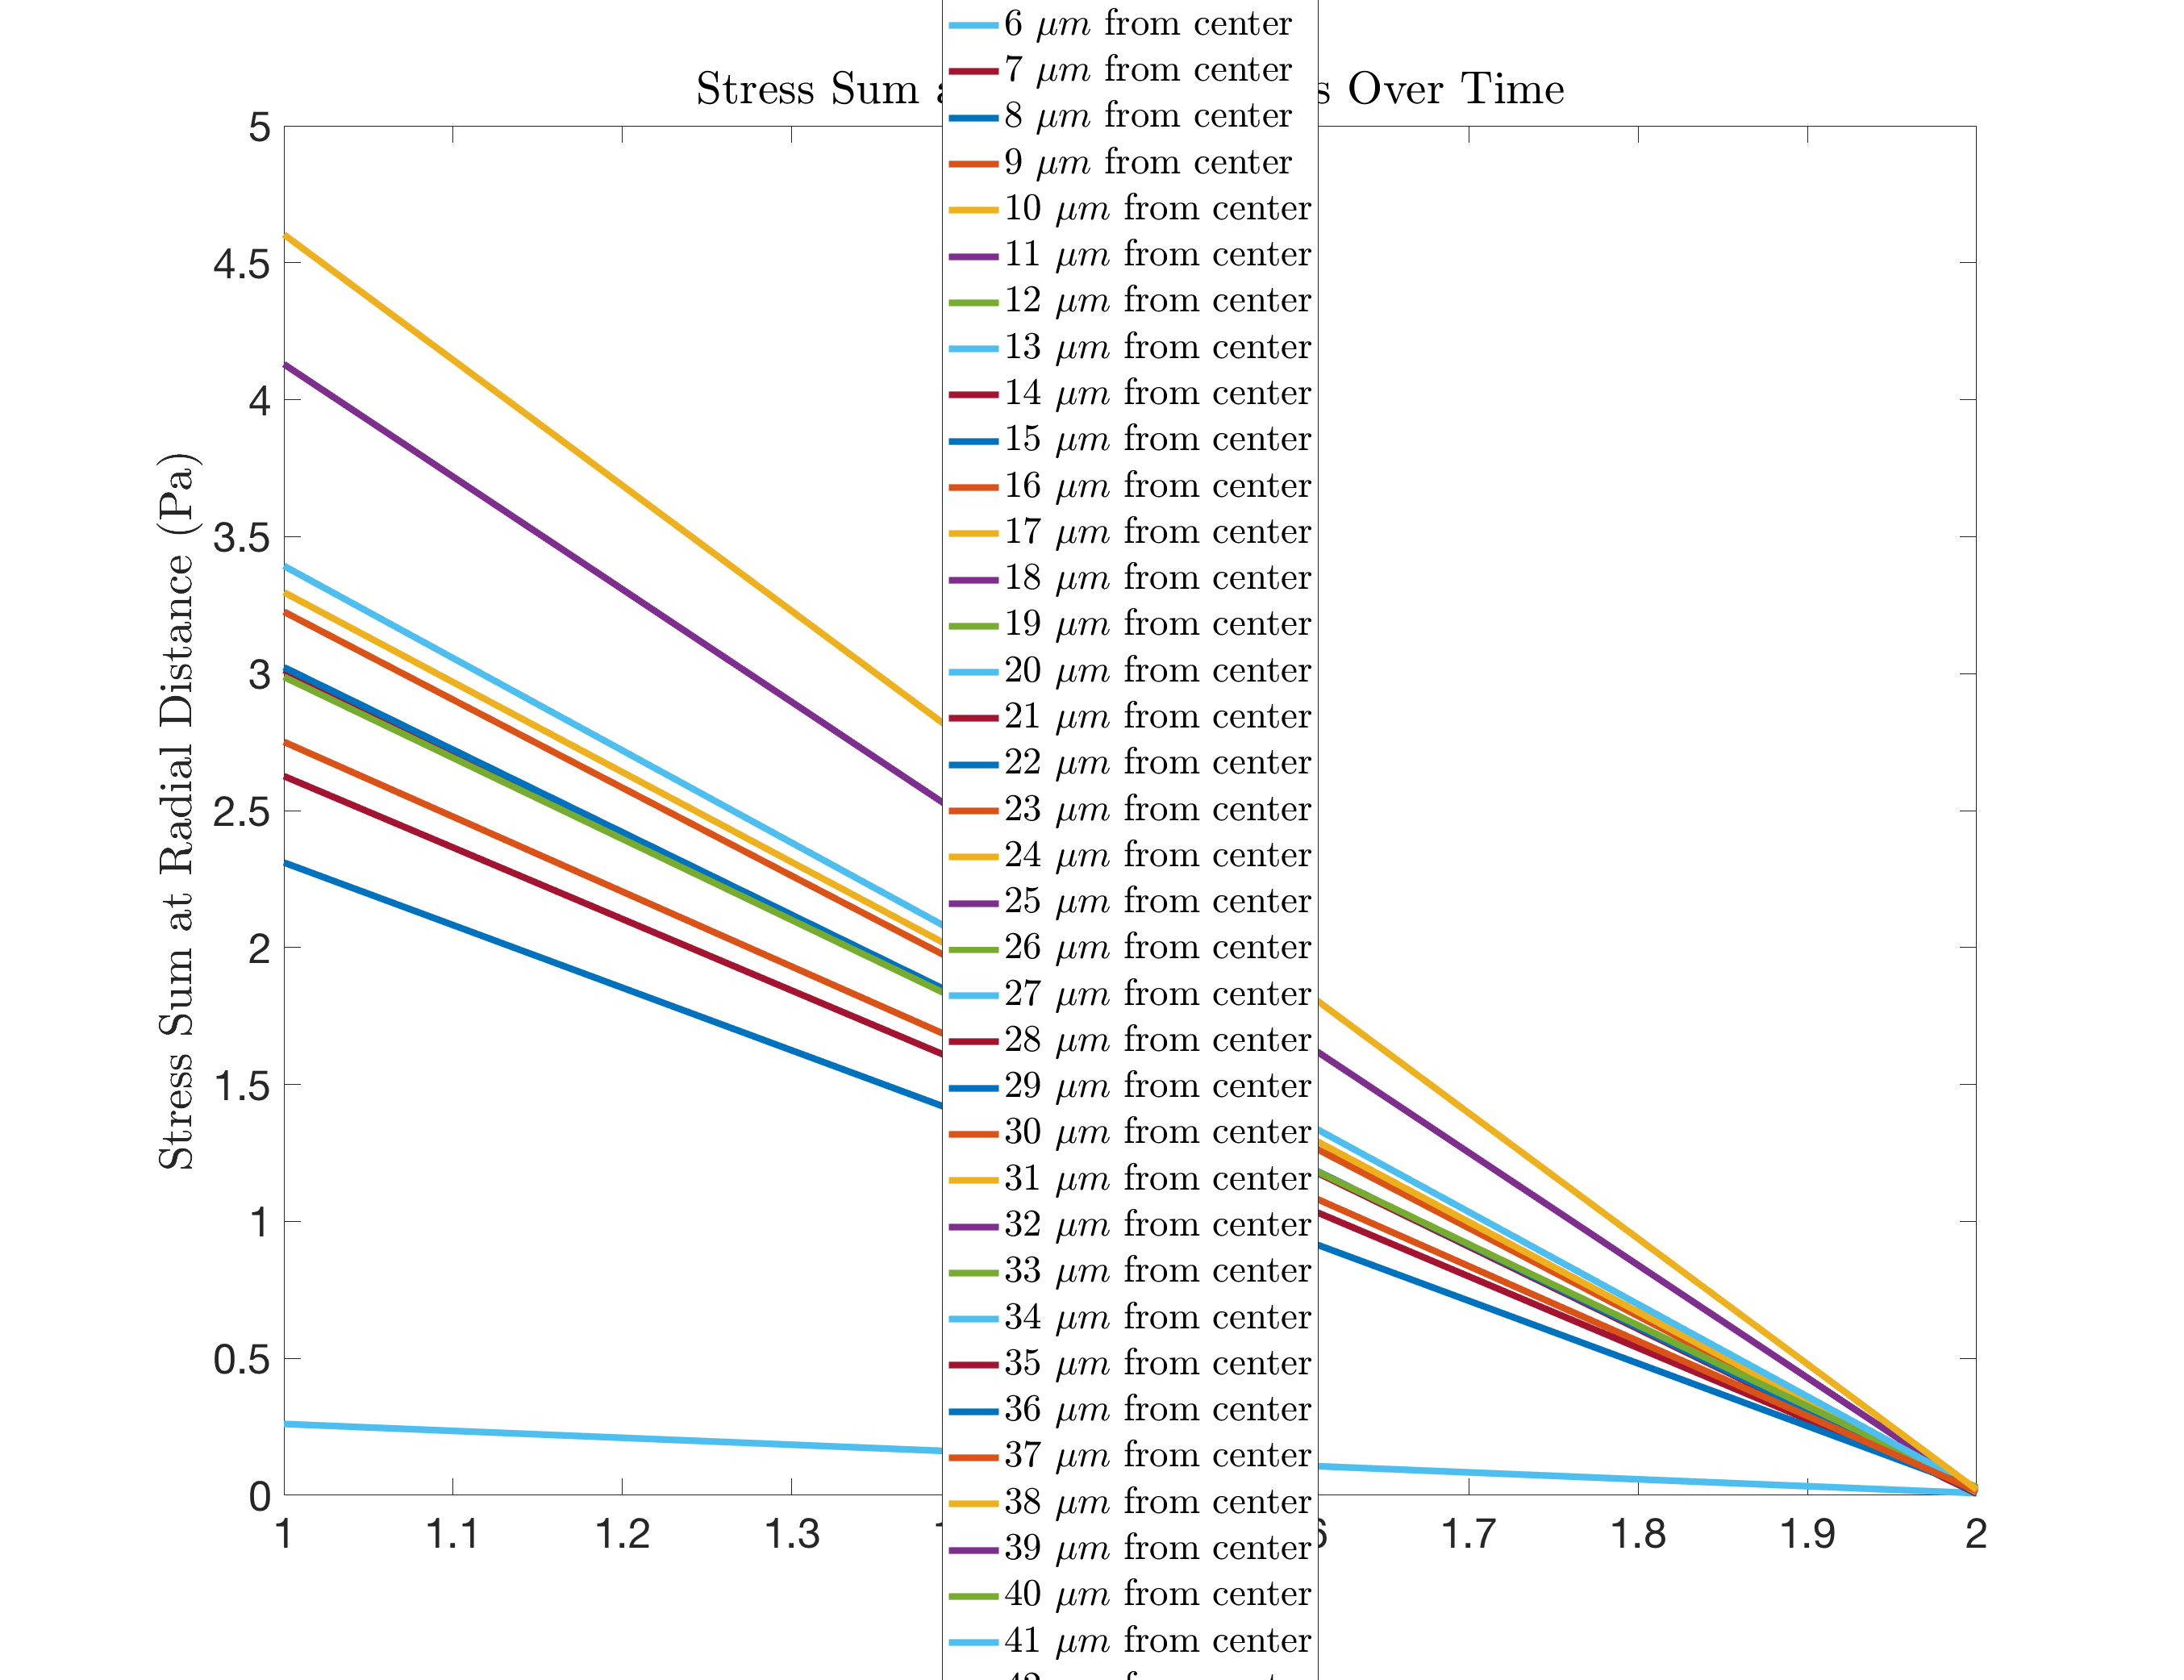 Stress Sum a
s Over Time
Stress Sum at Radial Distance (Pa)
5
4.5
4
3.5
3
2.5
2
1.5
1
0.5
0
1
1.1
1.2
1.3
1.7
1.8
1.9
2
6 μm from center
7 μm from center
8 μm from center
9 μm from center
10 μm from center
11 μm from center
12 μm from center
13 μm from center
14 μm from center
15 μm from center
16 μm from center
17 μm from center
18 μm from center
19 μm from center
20 μm from center
21 μm from center
22 μm from center
23 μm from center
24 μm from center
25 μm from center
26 μm from center
27 μm from center
28 μm from center
29 μm from center
30 μm from center
31 μm from center
32 μm from center
33 μm from center
34 μm from center
35 μm from center
36 μm from center
37 μm from center
38 μm from center
39 μm from center
40 μm from center
41 μm from center